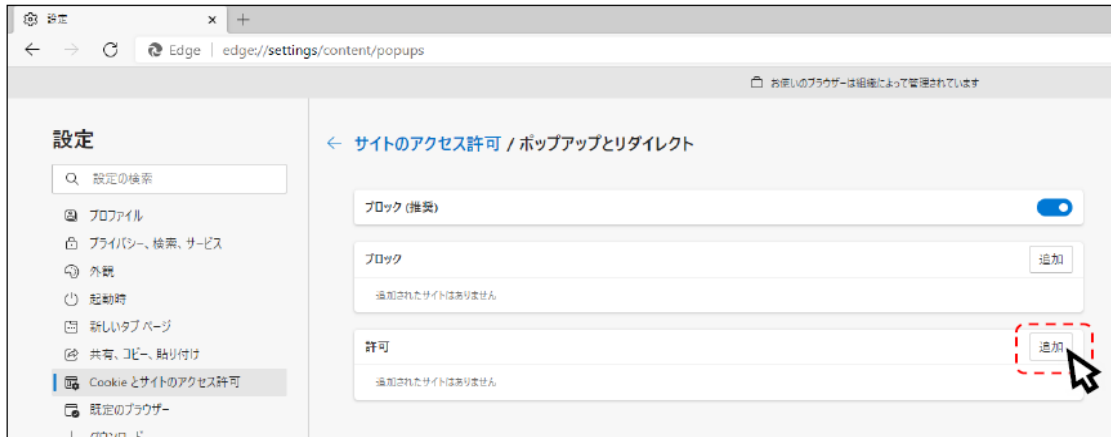 設定
Edge | edge://settings/content/popups
お使いのブラウザーは組織によって管理されています
設定
サイトのアクセス許可 / ポップアップとリダイレクト
設定の検索
ブロック (推奨)
プロファイル
プライバシー、検索、サービス
ブロック
追加
外観
追加されたサイトはありません
起動時
新しいタブ ページ
許可
追加
共有、コピー、貼り付け
追加されたサイトはありません
Cookie とサイトのアクセス許可
既定のブラウザー
ダウンロード